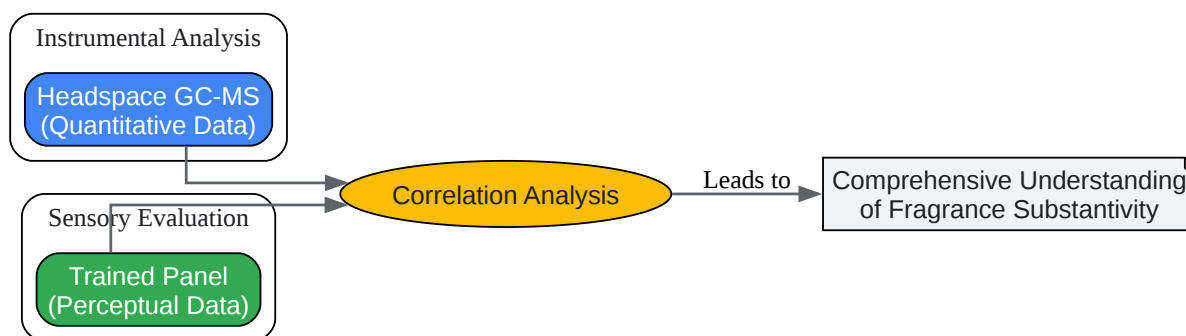 Instrumental Analysis
Headspace GC-MS
(Quantitative Data)
Sensory Evaluation
Trained Panel
(Perceptual Data)
Correlation Analysis
Leads to
Comprehensive Understanding
of Fragrance Substantivity